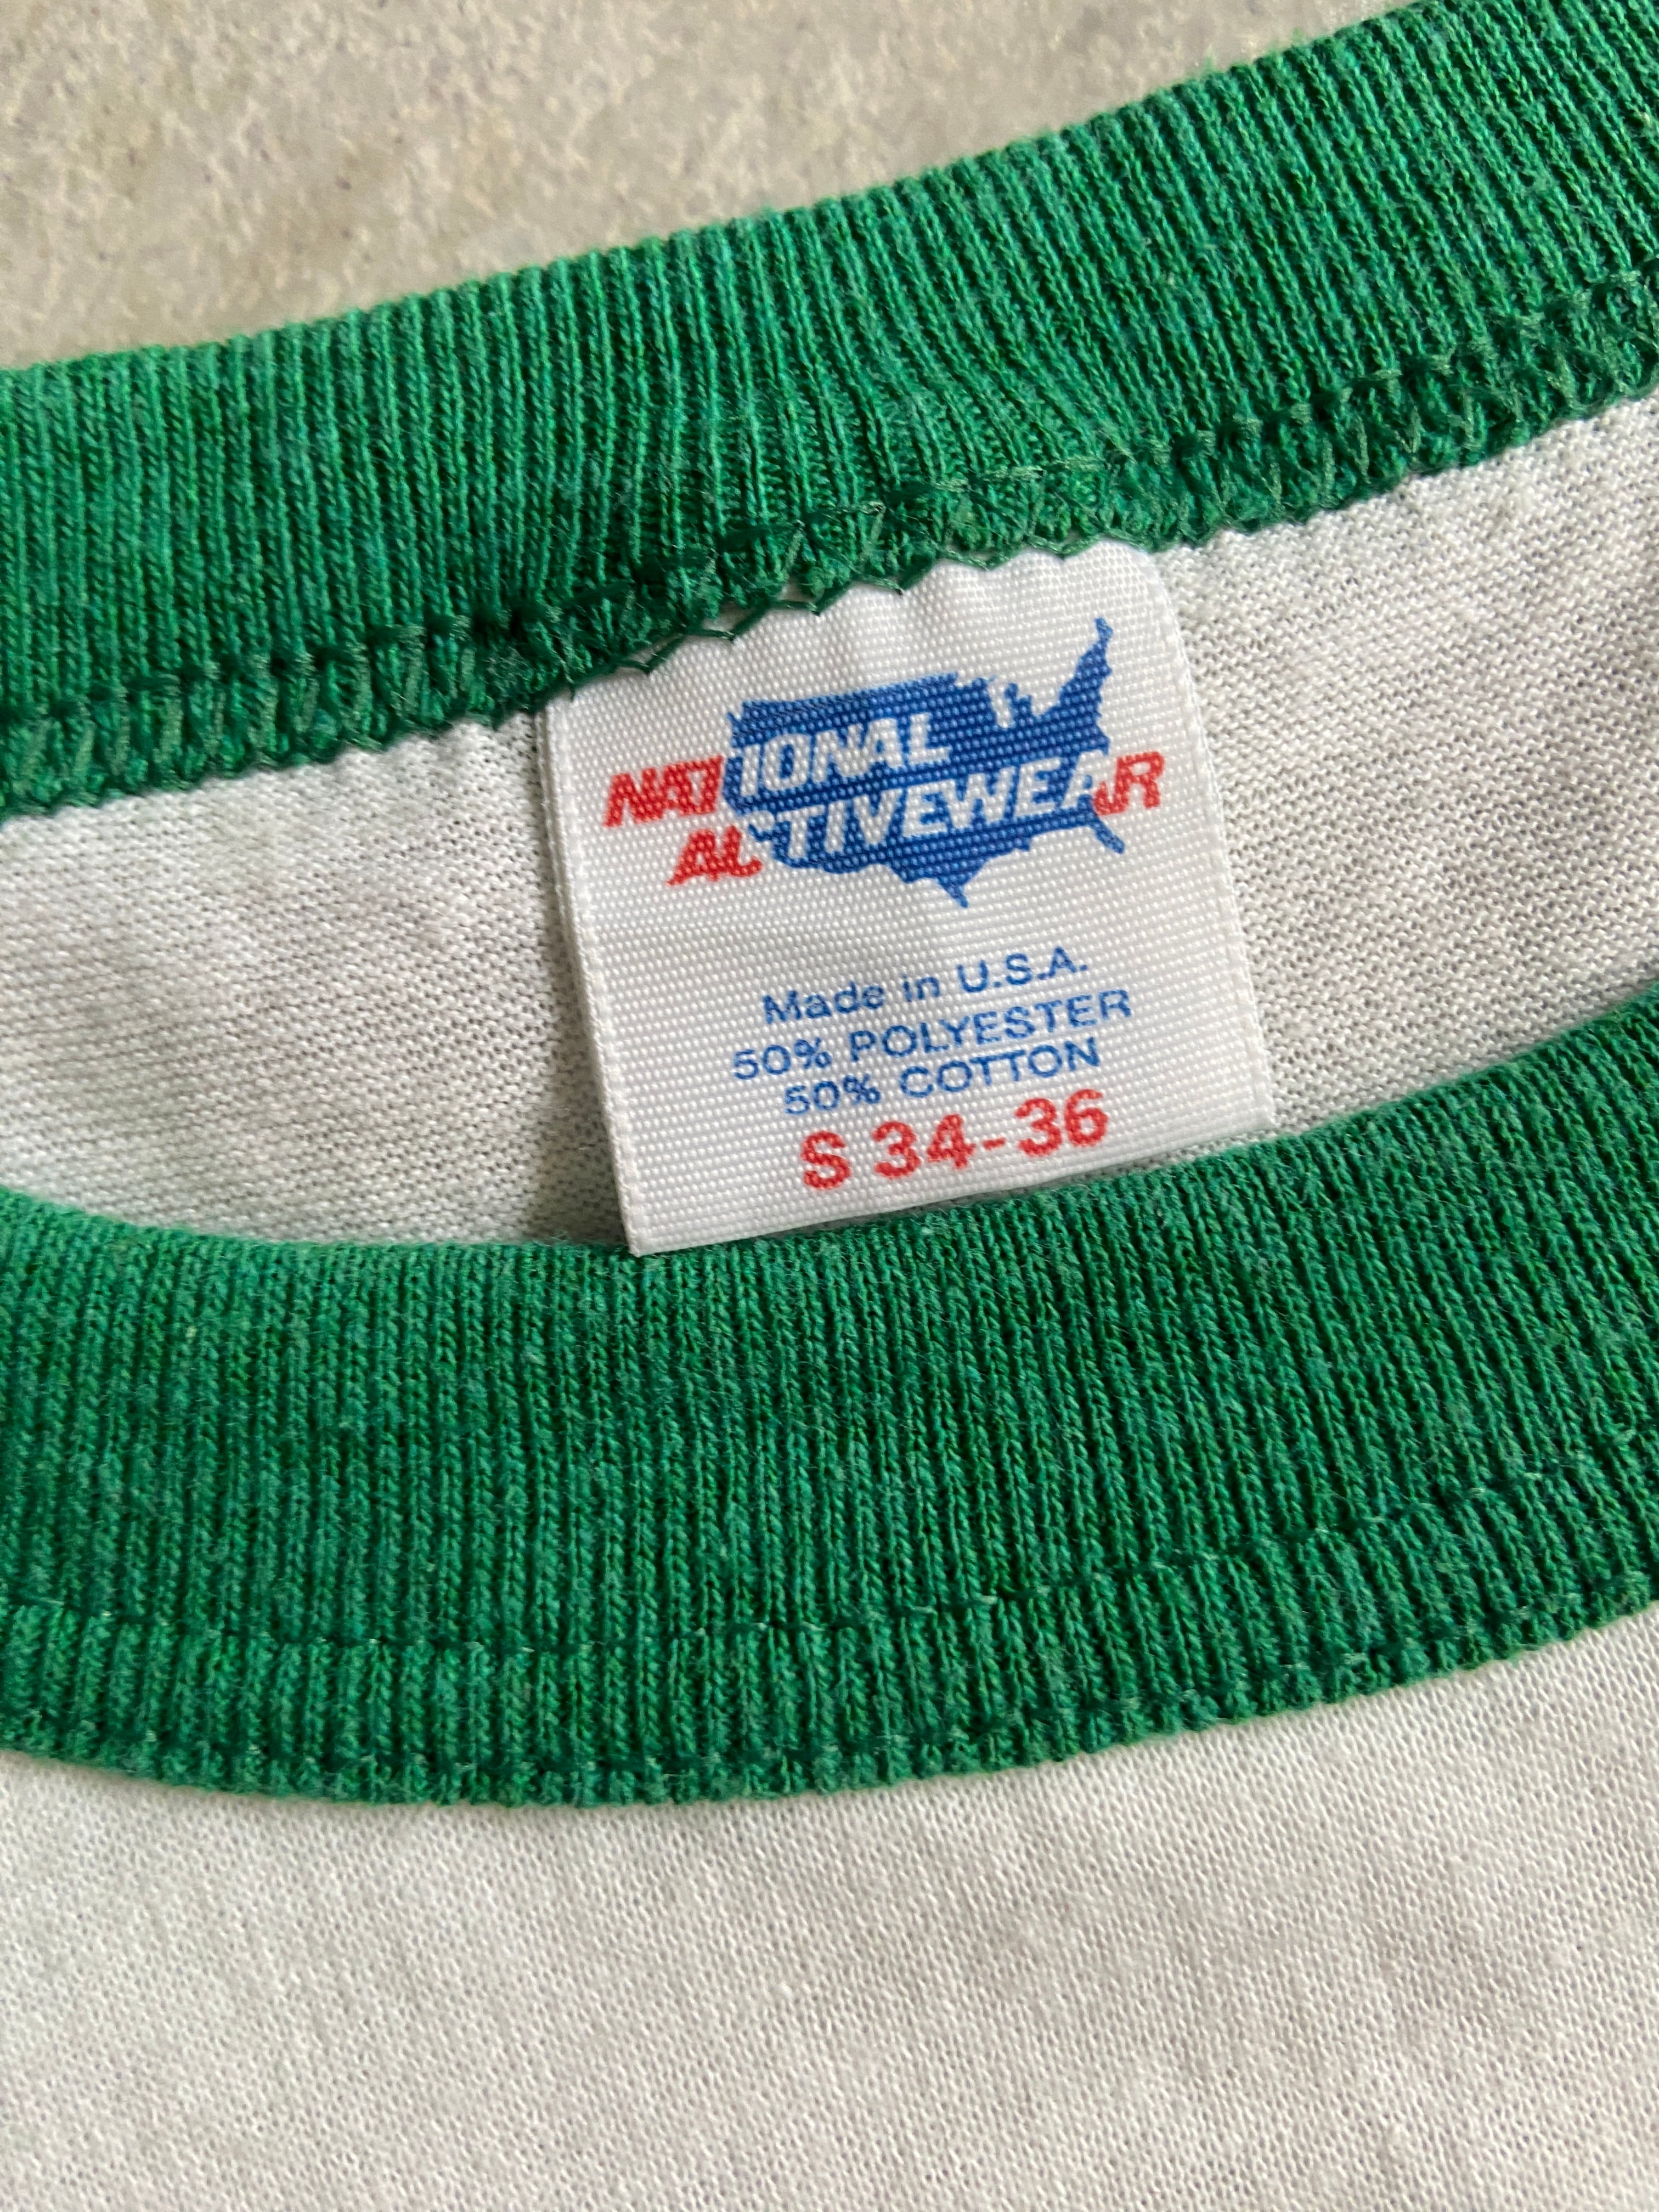 NATIONAL
ACTIVEWEAR
Made in U.S.A.
50% POLYESTER
50% COTTON
S 34-36